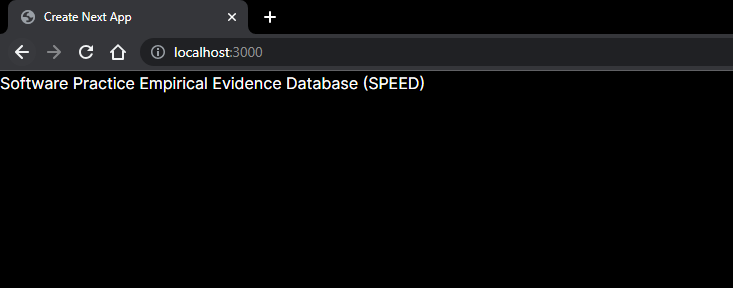 Create Next App
localhost:3000
Software Practice Empirical Evidence Database (SPEED)